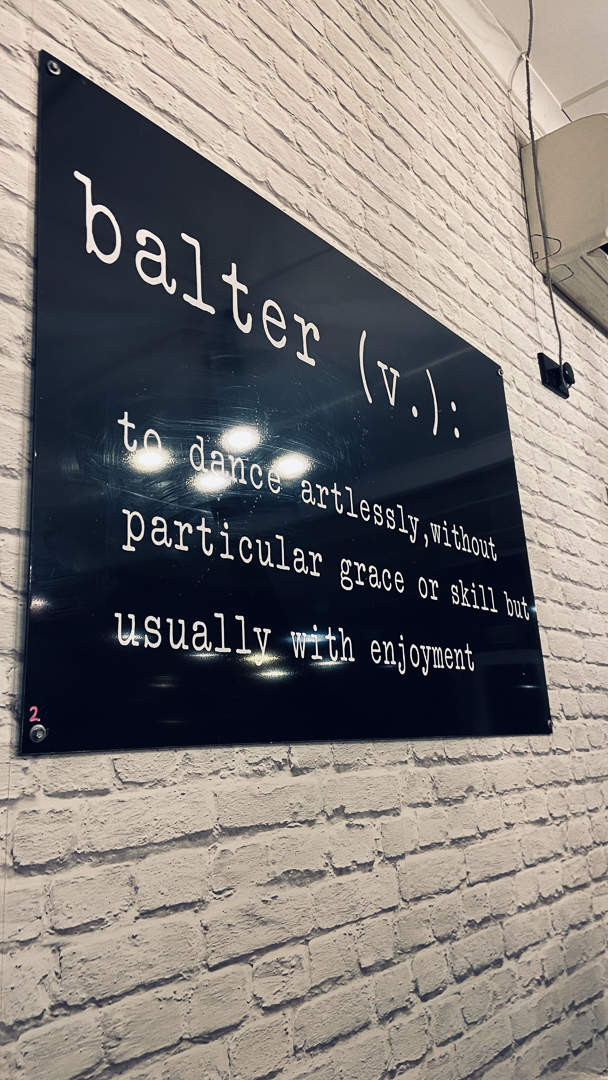 balter (v.):
to dance artlessly,without
particular grace or skill but
usually with enjoyment
2